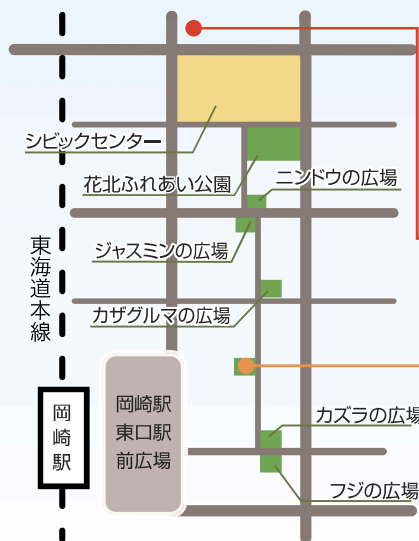 シビックセンター
花北ふれあい公園
ニンドウの広場
ジャスミンの広場
東海道本線
カザグルマの広場
岡崎駅
岡崎駅
東口駅
前広場
カズラの広場
フジの広場